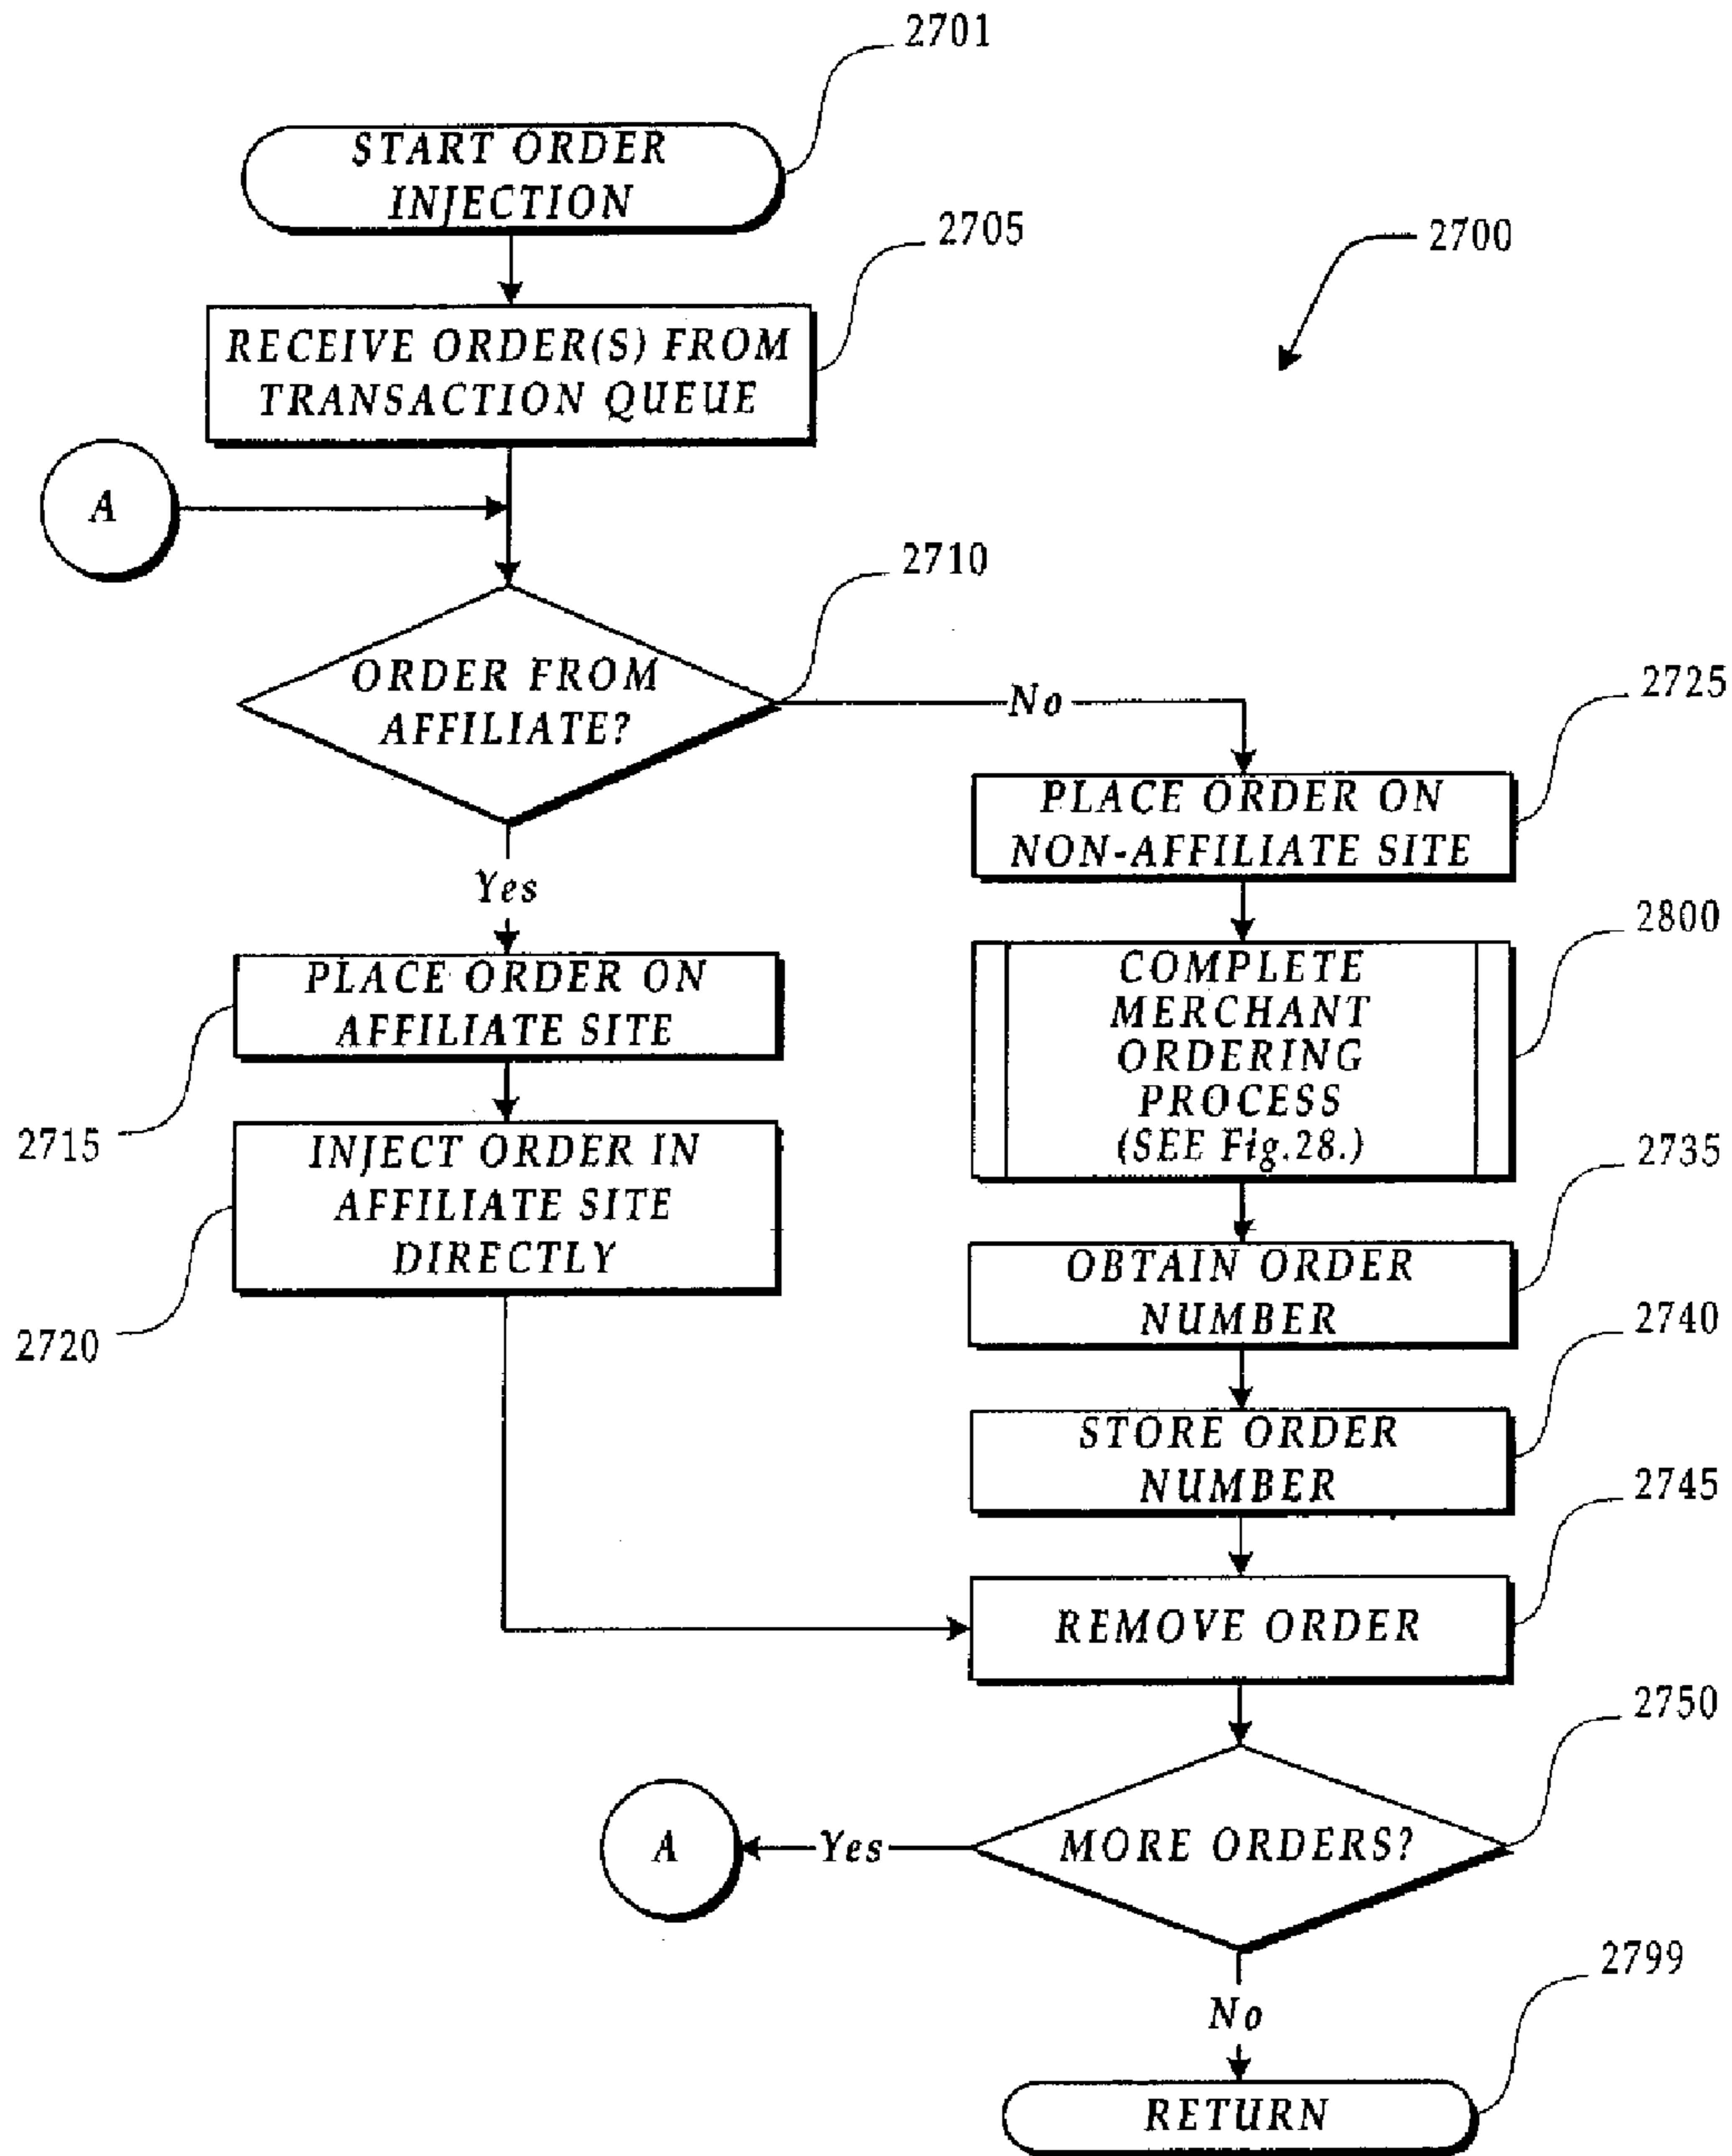 2701
START ORDER
INJECTION
2705
2700
RECEIVE ORDER(S) FROM
TRANSACTION QUEUE
A
2710
ORDER FROM
AFFILIATE?
No
2725
PLACE ORDER ON
NON-AFFILIATE SITE
Yes
2800
PLACE ORDER ON
AFFILIATE SITE
2715
COMPLETE
MERCHANT
ORDERING
PROCESS
(SEE Fig.28.)
INJECT ORDER IN
AFFILIATE SITE
DIRECTLY
2720
2735
OBTAIN ORDER
NUMBER
2740
STORE ORDER
NUMBER
2745
REMOVE ORDER
2750
MORE ORDERS?
Yes
A
No
2799
RETURN